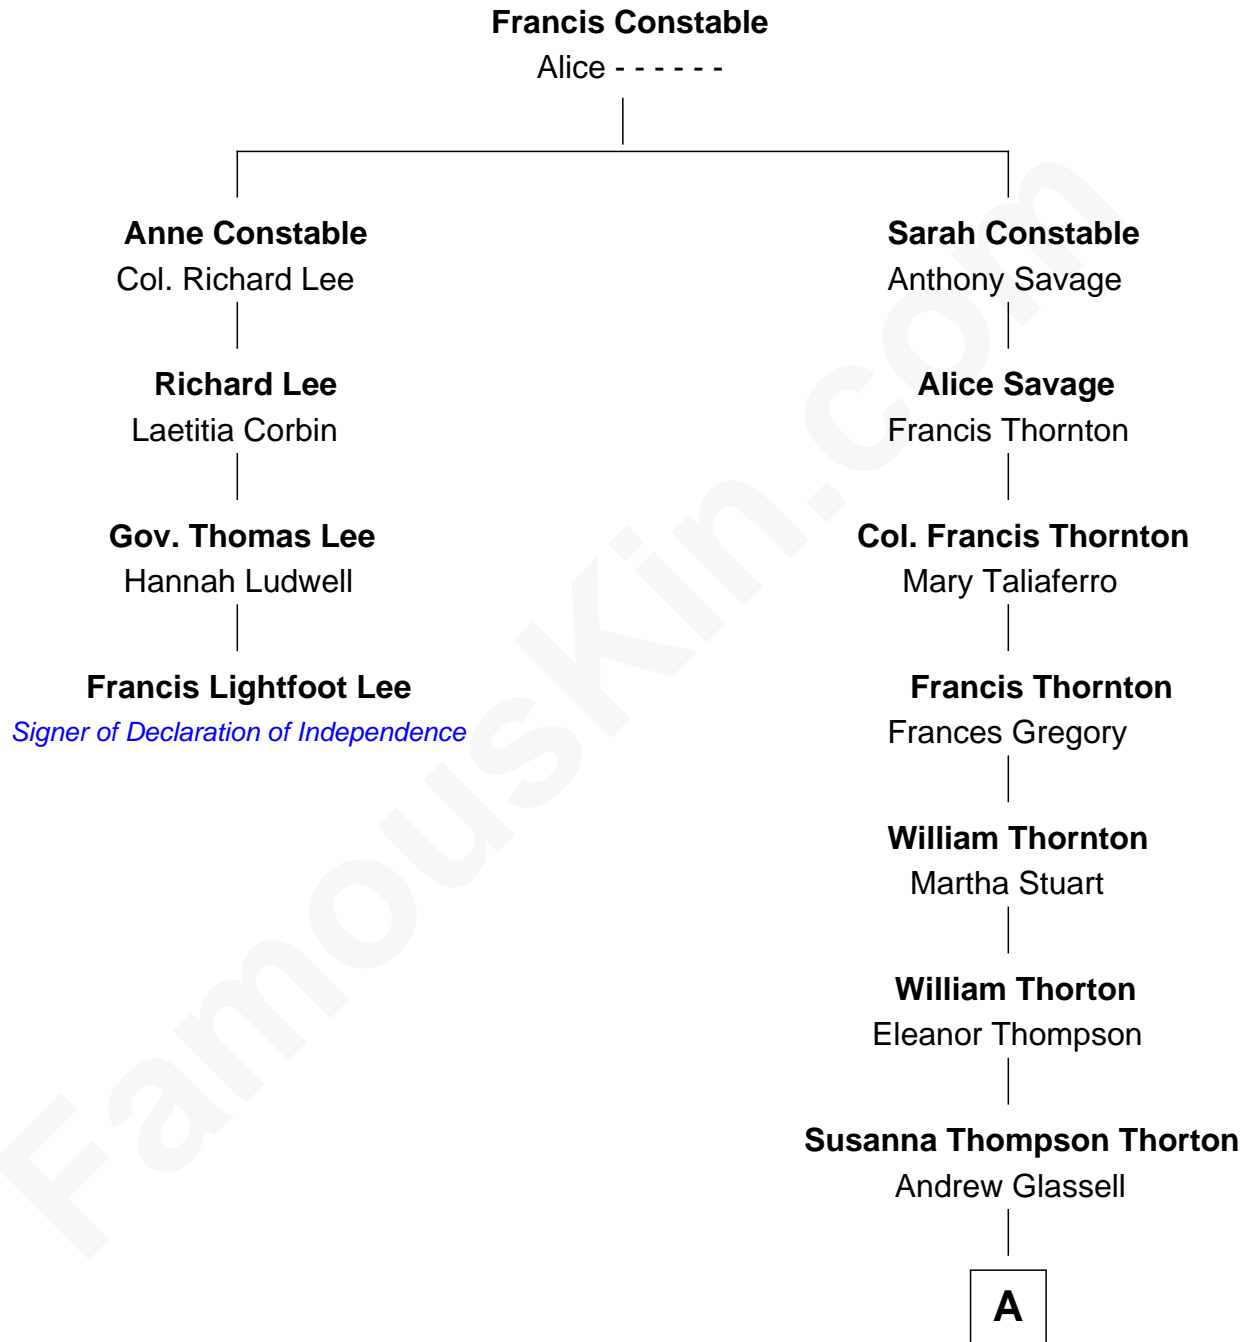 Francis Constable
Alice - - - - - -
Anne Constable
Col. Richard Lee
Sarah Constable
Anthony Savage
Richard Lee
Laetitia Corbin
Alice Savage
Francis Thornton
Gov. Thomas Lee
Hannah Ludwell
Col. Francis Thornton
Mary Taliaferro
Francis Lightfoot Lee
Signer of Declaration of Independence
Francis Thornton
Frances Gregory
William Thornton
Martha Stuart
William Thorton
Eleanor Thompson
Susanna Thompson Thorton
Andrew Glassell
A
FamousKin.com